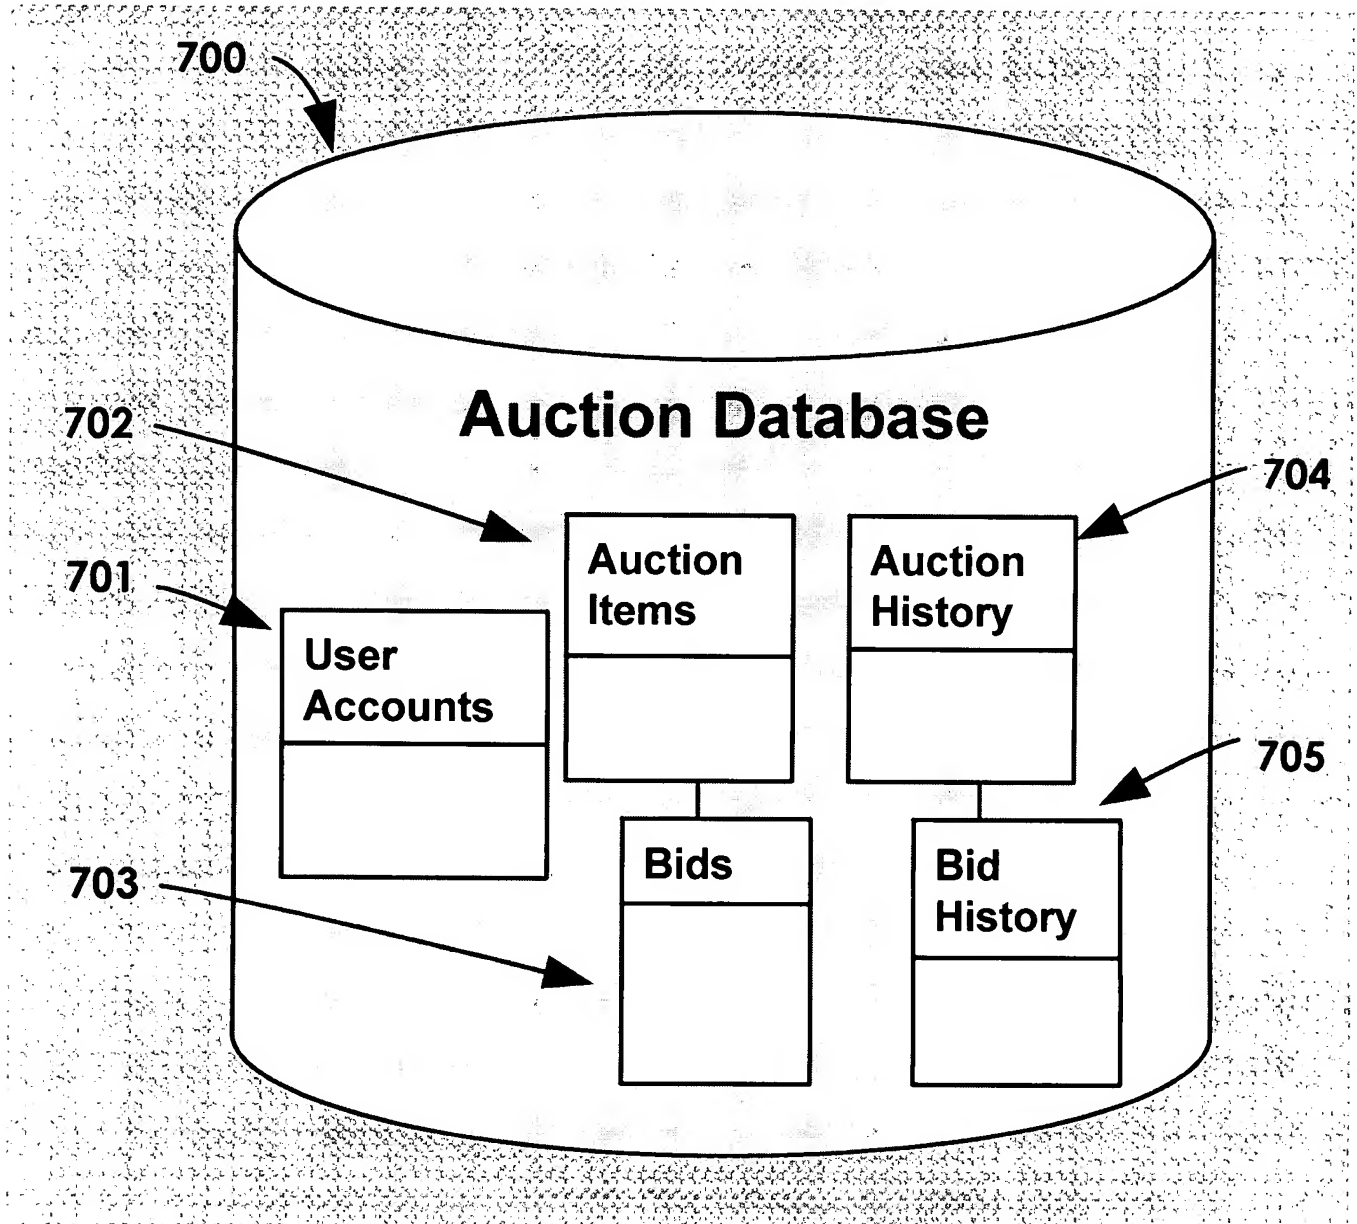 700
Auction Database
702
704
Auction
Items
Auction
History
701
User
Accounts
705
703
Bids
Bid
History